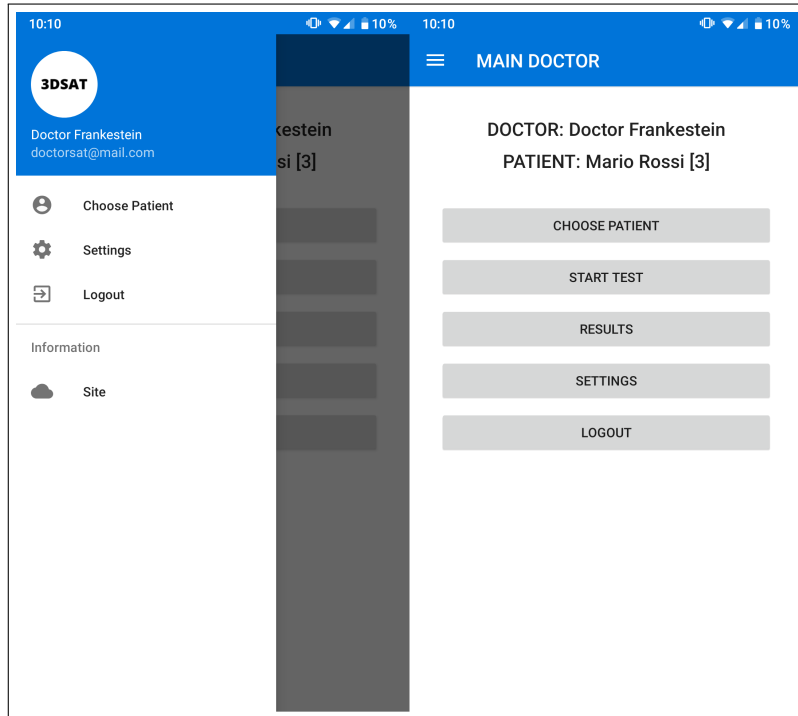 10:10
10%
3DSAT
Doctor Frankestein
doctorsat@mail.com
Choose Patient
Settings
Logout
Information
Site
kestein
si [3]
10:10
10%
MAIN DOCTOR
DOCTOR: Doctor Frankestein
PATIENT: Mario Rossi [3]
CHOOSE PATIENT
START TEST
RESULTS
SETTINGS
LOGOUT